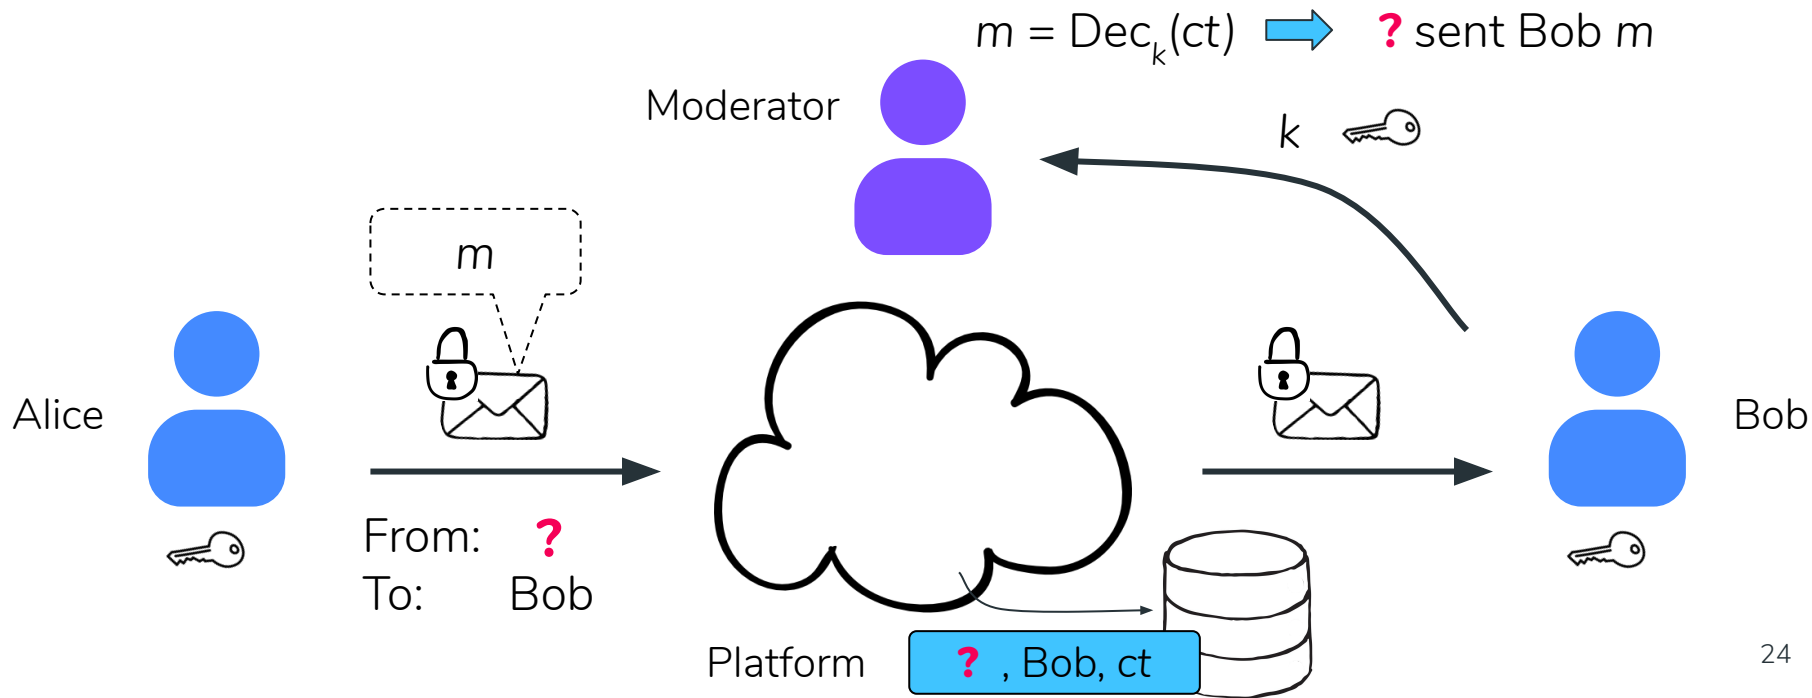 m = Dec_k(ct) ? sent Bob m
Moderator
k
m
Alice
Bob
From: ?
To: Bob
Platform
? , Bob, ct
24